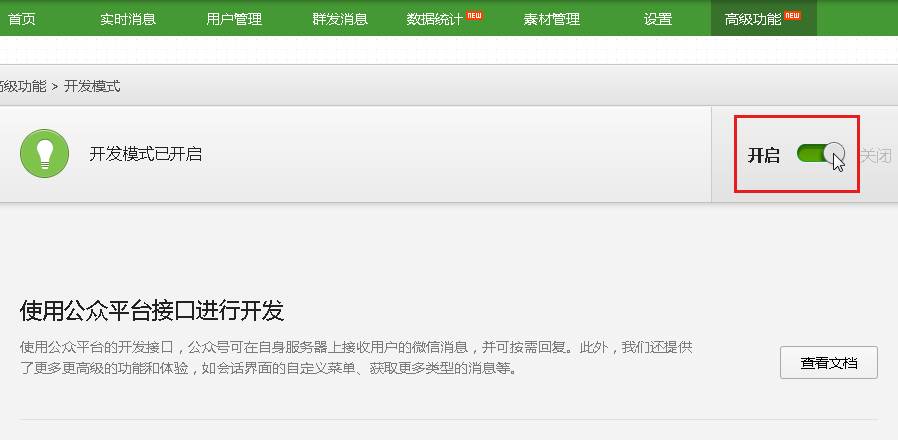 首页 实时消息 用户管理 群发消息 数据统计 NEW 素材管理 设置 高级功能 NEW
高级功能 > 开发模式
开发模式已开启 开启 关闭
使用公众平台接口进行开发
使用公众平台的开发接口，公众号可在自身服务器上接收用户的微信消息，并可按需回复。此外，我们还提供
了更多更高级的功能和体验，如会话界面的自定义菜单、获取更多类型的消息等。
查看文档